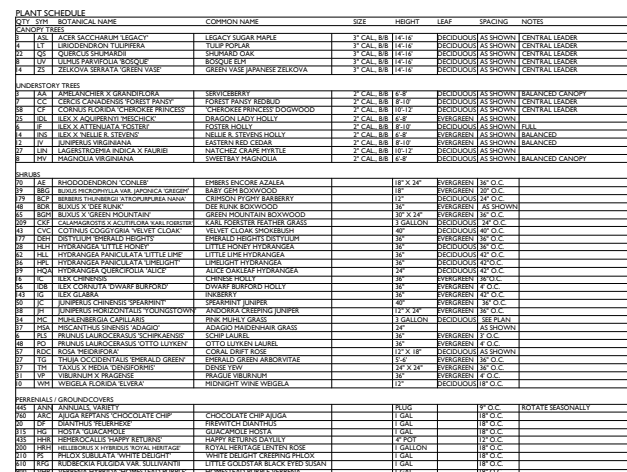 PLANT SCHEDULE
QTY SYM BOTANICAL NAME COMMON NAME SIZE HEIGHT LEAF SPACING NOTES
CANOPY TREES
3 ASL ACER SACCHARUM 'LEGACY' LEGACY SUGAR MAPLE 3" CAL., B/B 14'-16' DECIDUOUS AS SHOWN CENTRAL LEADER
4 LT LIRIODENDRON TULIPIFERA TULIP POPLAR 3" CAL., B/B 14'-16' DECIDUOUS AS SHOWN CENTRAL LEADER
22 QS QUERCUS SHUMARDII SHUMARD OAK 3" CAL., B/B 14'-16' DECIDUOUS AS SHOWN CENTRAL LEADER
8 UV ULMUS PARVIFOLIA 'BOSQUE' BOSQUE ELM 3" CAL., B/B 14'-16' DECIDUOUS AS SHOWN CENTRAL LEADER
14 ZS ZELKOVA SERRATA 'GREEN VASE' GREEN VASE JAPANESE ZELKOVA 3" CAL., B/B 14'-16' DECIDUOUS AS SHOWN CENTRAL LEADER
UNDERSTORY TREES
3 AA AMELANCHIER X GRANDIFLORA SERVICEBERRY 2" CAL., B/B 6'-8' DECIDUOUS AS SHOWN BALANCED CANOPY
7 CC CERCIS CANADENSIS 'FOREST PANSY' FOREST PANSY REDBUD 2" CAL., B/B 8'-10' DECIDUOUS AS SHOWN CENTRAL LEADER
58 CF CORNUS FLORIDA 'CHEROKEE PRINCESS' 'CHEROKEE PRINCESS' DOGWOOD 2" CAL., B/B 8'-10' DECIDUOUS AS SHOWN CENTRAL LEADER
25 IDL ILEX X AQUIPERNYI 'MESCHICK' DRAGON LADY HOLLY 2" CAL., B/B 6'-8' EVERGREEN AS SHOWN
6 IF ILEX X ATTENUATA 'FOSTERI' FOSTER HOLLY 2" CAL., B/B 8'-10' DECIDUOUS AS SHOWN FULL
14 INS ILEX X 'NELLIE R. STEVENS' NELLIE R. STEVENS HOLLY 2" CAL., B/B 6'-8' EVERGREEN AS SHOWN BALANCED
12 JV JUNIPERUS VIRGINIANA EASTERN RED CEDAR 2" CAL., B/B 8'-10' EVERGREEN AS SHOWN BALANCED
27 LIN LAGERSTROEMIA INDICA X FAURIEI NATCHEZ CRAPE MYRTLE 2" CAL., B/B 10'-12' DECIDUOUS AS SHOWN
8 MV MAGNOLIA VIRGINIANA SWEETBAY MAGNOLIA 2" CAL., B/B 6'-8' DECIDUOUS AS SHOWN BALANCED CANOPY
SHRUBS
70 AE RHODODENDRON 'CONLEB' EMBERS ENCORE AZALEA 18" X 24" EVERGREEN 36" O.C.
39 BBG BUXUS MICROPHYLLA VAR. JAPONICA 'GREGEM' BABY GEM BOXWOOD 18" EVERGREEN 20" O.C.
179 BCP BERBERIS THUNBERGII 'ATROPURPUREA NANA' CRIMSON PYGMY BARBERRY 12" DECIDUOUS 24" O.C.
48 BDR BUXUS X 'DEE RUNK' DEE RUNK BOXWOOD 36" EVERGREEN AS SHOWN
65 BGM BUXUS X 'GREEN MOUNTAIN' GREEN MOUNTAIN BOXWOOD 30" X 24" EVERGREEN 36" O.C.
209 CKF CALAMAGROSTIS X ACUTIFLORA 'KARL FOERSTER' KARL FOERSTER FEATHER GRASS 3 GALLON DECIDUOUS 24" O.C.
43 CVC COTINUS COGGYGRIA 'VELVET CLOAK' VELVET CLOAK SMOKEBUSH 40" DECIDUOUS 40" O.C.
177 DEH DISTYLIUM 'EMERALD HEIGHTS' EMERALD HEIGHTS DISTYLIUM 36" EVERGREEN 36" O.C.
28 HLH HYDRANGEA 'LITTLE HONEY' LITTLE HONEY HYDRANGEA 36" DECIDUOUS 36" O.C.
62 HLL HYDRANGEA PANICULATA 'LITTLE LIME' LITTLE LIME HYDRANGEA 36" DECIDUOUS 42" O.C.
36 HPL HYDRANGEA PANICULATA 'LIMELIGHT' LIMELIGHT HYDRANGEA 36" DECIDUOUS 42" O.C.
39 HQA HYDRANGEA QUERCIFOLIA 'ALICE' ALICE OAKLEAF HYDRANGEA 24" DECIDUOUS 42" O.C.
16 IC ILEX CHINENSIS CHINESE HOLLY 36" EVERGREEN 36" O.C.
56 IDB ILEX CORNUTA 'DWARF BURFORD' DWARF BURFORD HOLLY 36" EVERGREEN 4' O.C.
143 IG ILEX GLABRA INKBERRY 36" EVERGREEN 42" O.C.
50 JC JUNIPERUS CHINENSIS 'SPEARMINT' SPEARMINT JUNIPER 40" EVERGREEN 36" O.C.
38 JH JUNIPERUS HORIZONTALIS 'YOUNGSTOWN' ANDORRA CREEPING JUNIPER 12" X 24" EVERGREEN 36" O.C.
34 MC MUHLENBERGIA CAPILLARIS PINK MUHLY GRASS 3 GALLON DECIDUOUS SEE PLAN
37 MSA MISCANTHUS SINENSIS 'ADAGIO' ADAGIO MAIDENHAIR GRASS 24" AS SHOWN
6 PLS PRUNUS LAUROCERASUS 'SCHIPKAENSIS' SCHIP LAUREL 36" EVERGREEN 3' O.C.
48 PO PRUNUS LAUROCERASUS 'OTTO LUYKEN' OTTO LUYKEN LAUREL 36" EVERGREEN 4' O.C.
57 RDC ROSA 'MEIDRIFORA' CORAL DRIFT ROSE 12" X 18" DECIDUOUS AS SHOWN
27 TG THUJA OCCIDENTALIS 'EMERALD GREEN' EMERALD GREEN ARBORVITAE 5'-6' EVERGREEN 36" O.C.
37 TM TAXUS X MEDIA 'DENSIFORMIS' DENSE YEW 24" X 24" EVERGREEN 36" O.C.
31 VP VIBURNUM X PRAGENSE PRAGUE VIBURNUM 36" EVERGREEN 4' O.C.
10 WM WEIGELA FLORIDA 'ELVERA' MIDNIGHT WINE WEIGELA 12" DECIDUOUS 18" O.C.
PERRENIALS / GROUNDCOVERS
445 ANN ANNUALS, VARIETY PLUG 9" O.C. ROTATE SEASONALLY
760 ARC AJUGA REPTANS 'CHOCOLATE CHIP' CHOCOLATE CHIP AJUGA 1 GAL 18" O.C.
20 DF DIANTHUS 'FEUERHEXE' FIREWITCH DIANTHUS 1 GAL 18" O.C.
315 HG HOSTA 'GUACAMOLE' GUACAMOLE HOSTA 1 GAL 18" O.C.
435 HHR HEMEROCALLIS 'HAPPY RETURNS' HAPPY RETURNS DAYLILY 4" POT 12" O.C.
200 HRH HELLEBORUS X HYBRIDUS 'ROYAL HERITAGE' ROYAL HERITAGE LENTEN ROSE 1 GALLON 18" O.C.
210 PS PHLOX SUBULATA 'WHITE DELIGHT' WHITE DELIGHT CREEPING PHLOX 1 GAL 18" O.C.
610 RFG RUDBECKIA FULGIDA VAR. SULLIVANTII LITTLE GOLDSTAR BLACK EYED SUSAN 1 GAL 18" O.C.